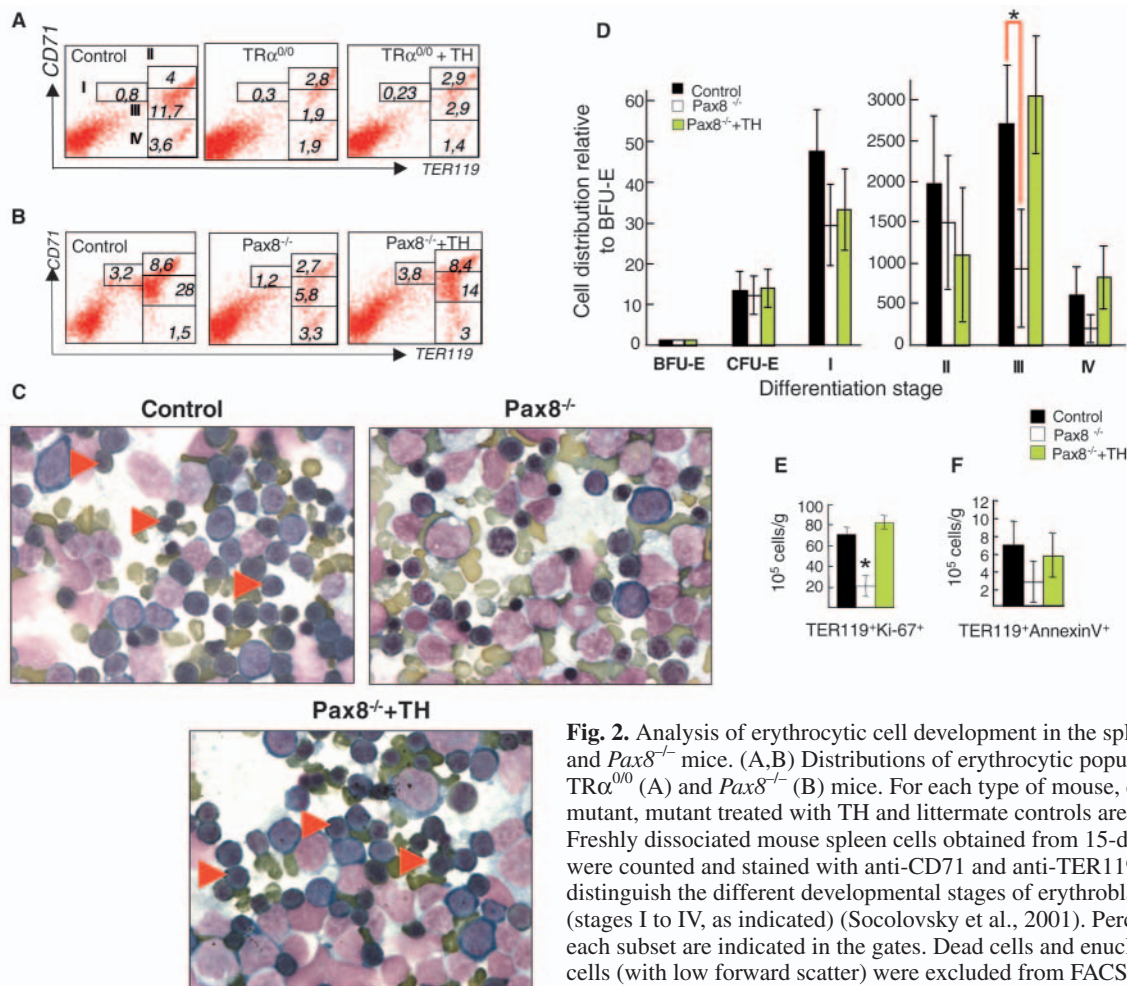 A
CD71
Control
II
I
0,8
4
III
11,7
IV
3,6
TRα0/0
0,3
2,8
1,9
1,9
TRα0/0 + TH
0,23
2,9
2,9
1,4
TER119
B
CD71
Control
3,2
8,6
28
1,5
Pax8-/-
1,2
2,7
5,8
3,3
Pax8-/-+TH
3,8
8,4
14
3
TER119
C
Control
Pax8-/-
Pax8-/-+TH
D
Cell distribution relative
to BFU-E
60
50
40
30
20
10
0
Control
Pax8 -/-
Pax8-/-+TH
*
3000
2500
2000
1500
1000
500
0
BFU-E CFU-E I II III IV
Differentiation stage
Control
Pax8 -/-
Pax8-/-+TH
E
10⁵ cells/g
100
80
60
40
20
*
TER119+Ki-67+
F
10⁵ cells/g
12
10
8
6
4
2
TER119+AnnexinV+
Fig. 2. Analysis of erythrocytic cell development in the spl
and Pax8–/– mice. (A,B) Distributions of erythrocytic popu
TRα0/0 (A) and Pax8–/– (B) mice. For each type of mouse,
mutant, mutant treated with TH and littermate controls are
Freshly dissociated mouse spleen cells obtained from 15-d
were counted and stained with anti-CD71 and anti-TER119
distinguish the different developmental stages of erythrobla
(stages I to IV, as indicated) (Socolovsky et al., 2001). Perc
each subset are indicated in the gates. Dead cells and enucl
cells (with low forward scatter) were excluded from FACS